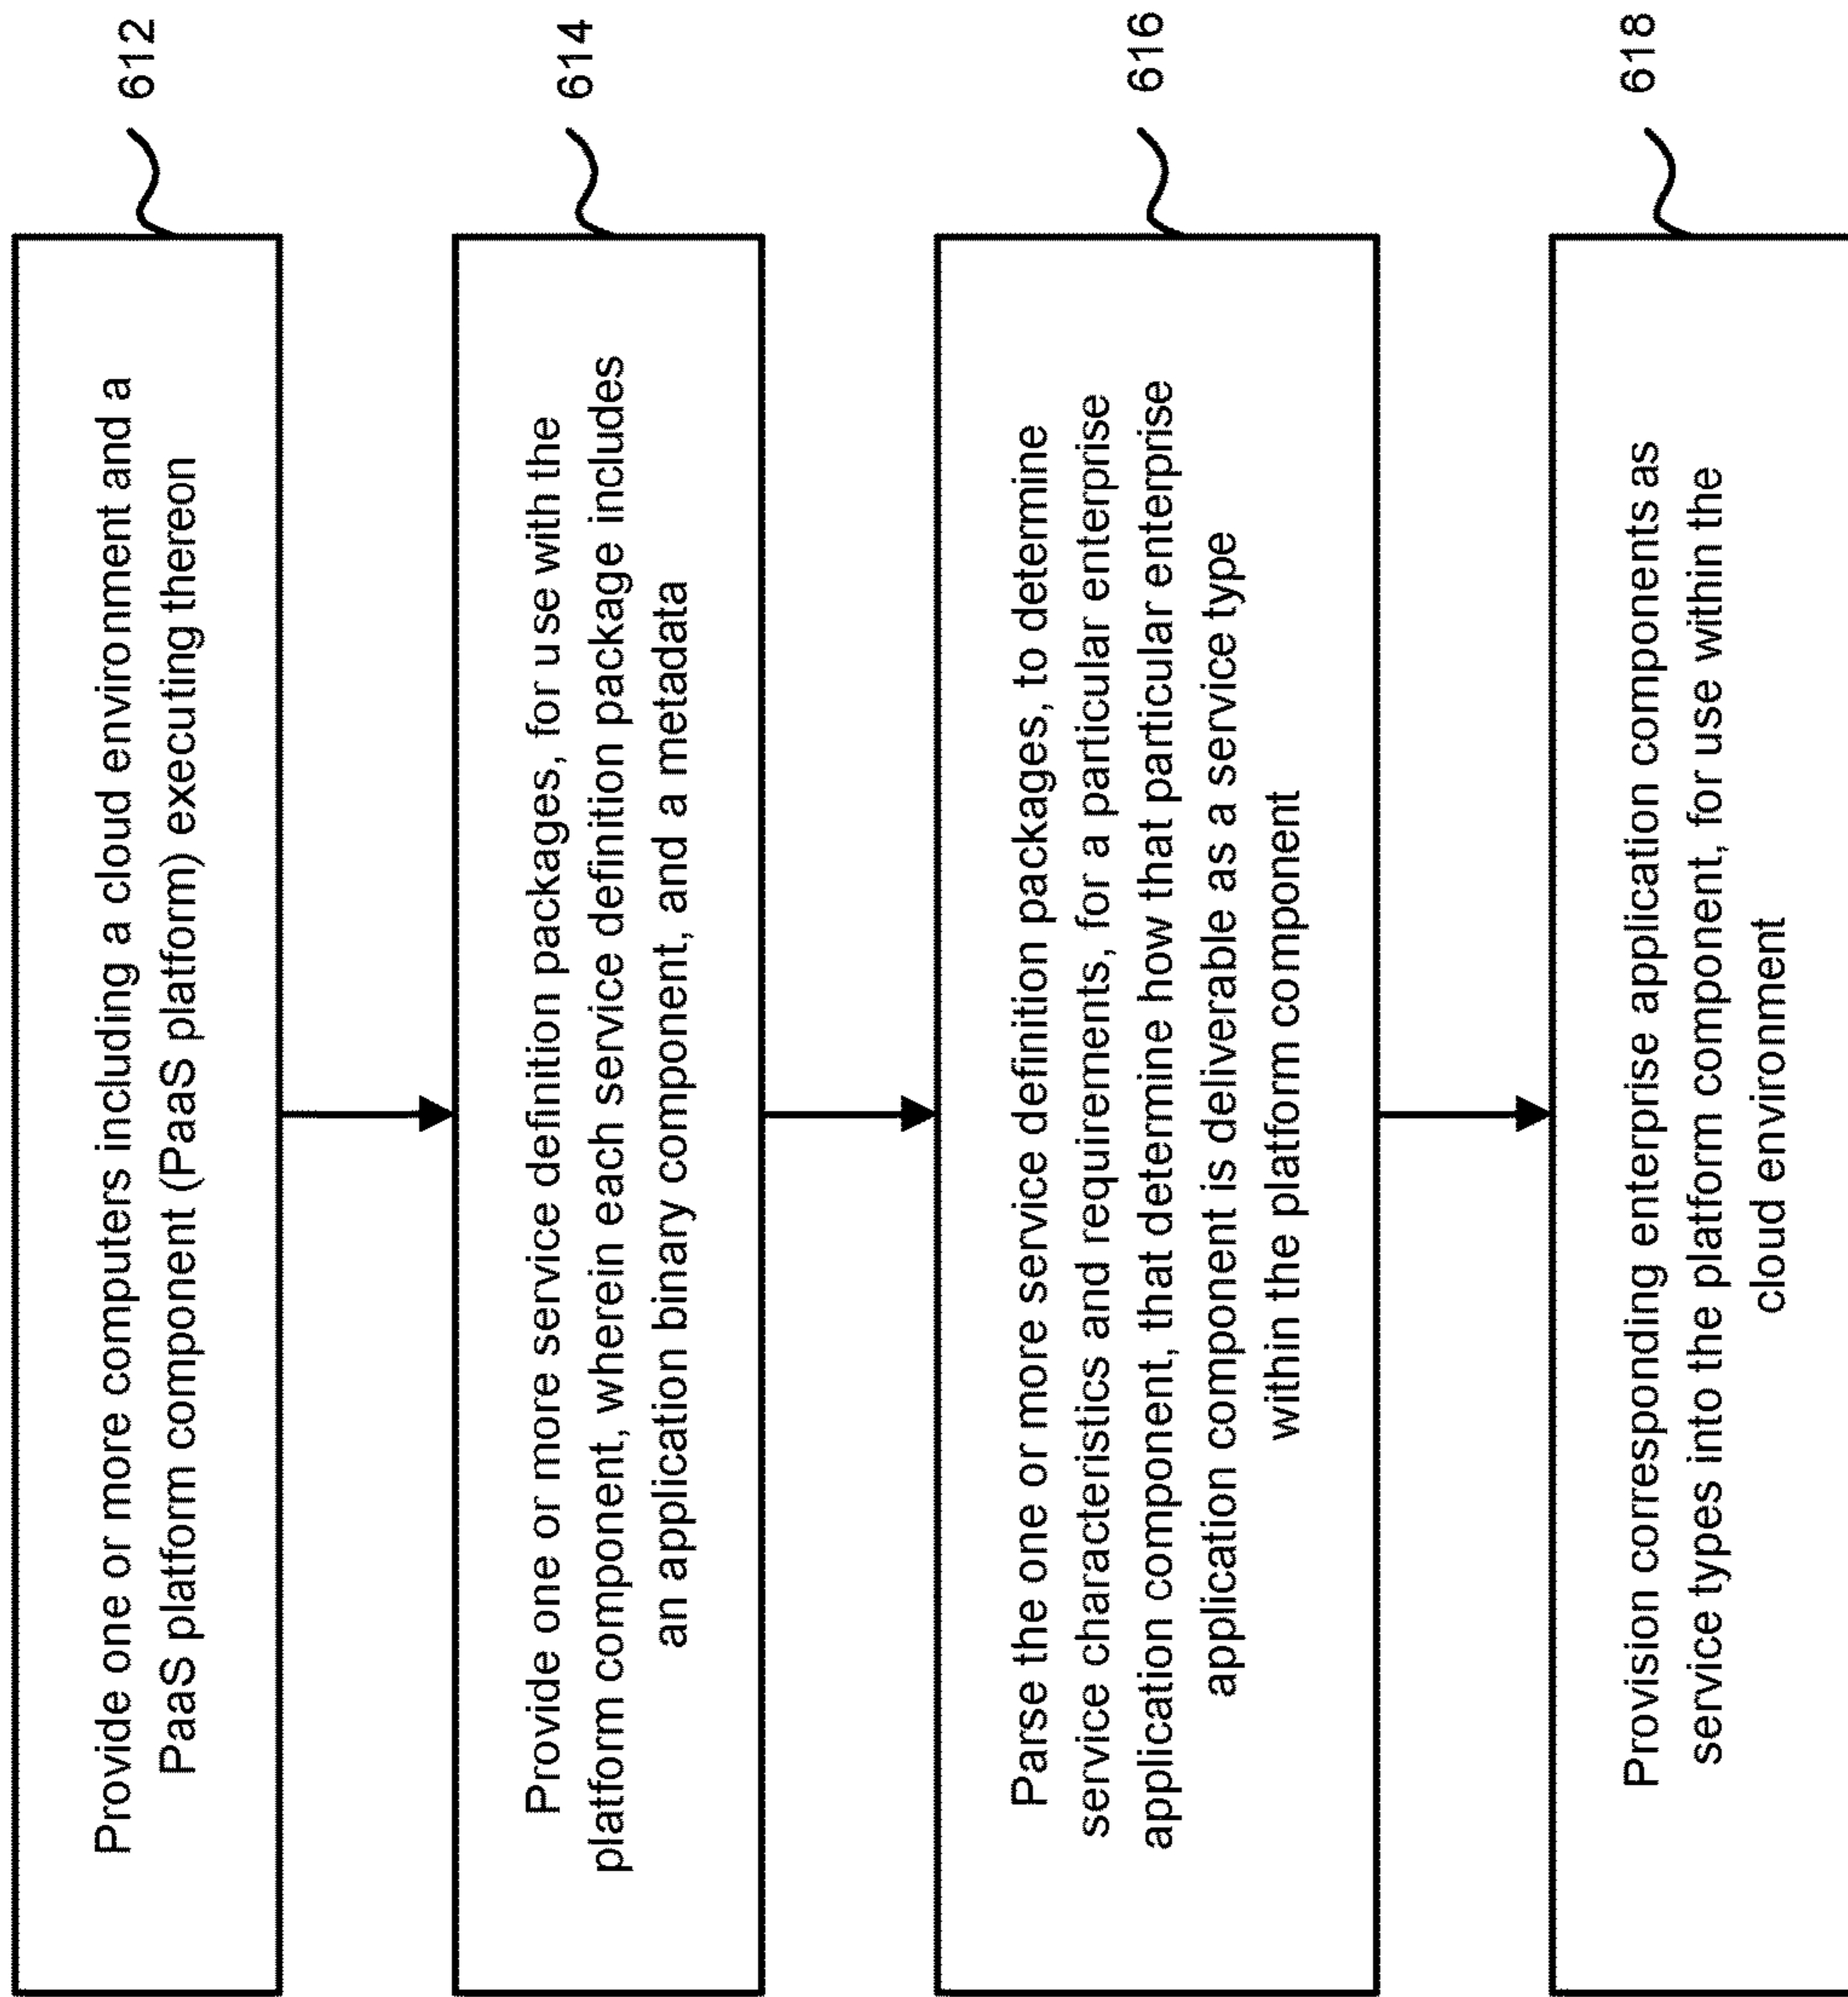 Provide one or more computers including a cloud environment and a
PaaS platform component (PaaS platform) executing thereon
612
Provide one or more service definition packages, for use with the
platform component, wherein each service definition package includes
an application binary component, and a metadata
614
Parse the one or more service definition packages, to determine
service characteristics and requirements, for a particular enterprise
application component, that determine how that particular enterprise
application component is deliverable as a service type
within the platform component
616
Provision corresponding enterprise application components as
service types into the platform component, for use within the
cloud environment
618